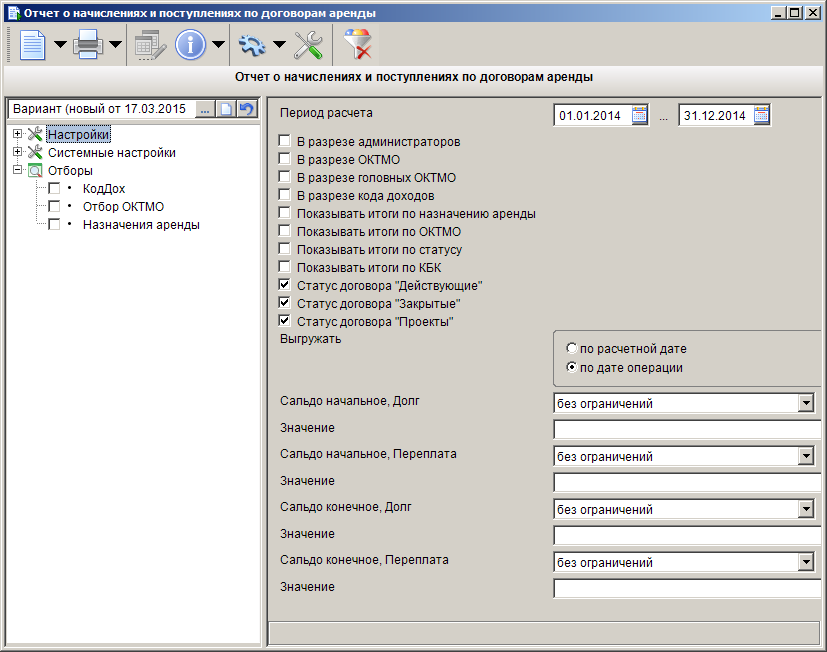 Отчет о начислениях и поступлениях по договорам аренды
Отчет о начислениях и поступлениях по договорам аренды
Вариант (новый от 17.03.2015 ...
Настройки
Системные настройки
Отборы
КодДох
Отбор ОКТМО
Назначения аренды
Период расчета 01.01.2014 ... 31.12.2014
В разрезе администраторов
В разрезе ОКТМО
В разрезе головных ОКТМО
В разрезе кода доходов
Показывать итоги по назначению аренды
Показывать итоги по ОКТМО
Показывать итоги по статусу
Показывать итоги по КБК
Статус договора "Действующие"
Статус договора "Закрытые"
Статус договора "Проекты"
Выгружать
по расчетной дате
по дате операции
Сальдо начальное, Долг без ограничений
Значение
Сальдо начальное, Переплата без ограничений
Значение
Сальдо конечное, Долг без ограничений
Значение
Сальдо конечное, Переплата без ограничений
Значение